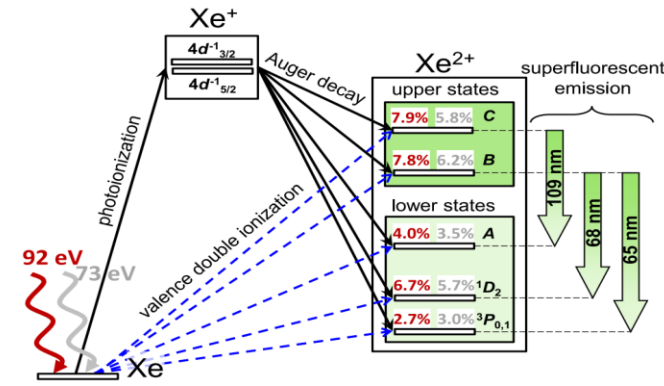 Xe⁺
4d⁻¹₃/₂
4d⁻¹₅/₂
photoionization
Auger decay
valence double ionization
92 eV
73 eV
Xe
Xe²⁺
upper states
7.9% 5.8% C
7.8% 6.2% B
lower states
4.0% 3.5% A
6.7% 5.7% ¹D₂
2.7% 3.0% ³P₀,₁
superfluorescent
emission
109 nm
68 nm
65 nm